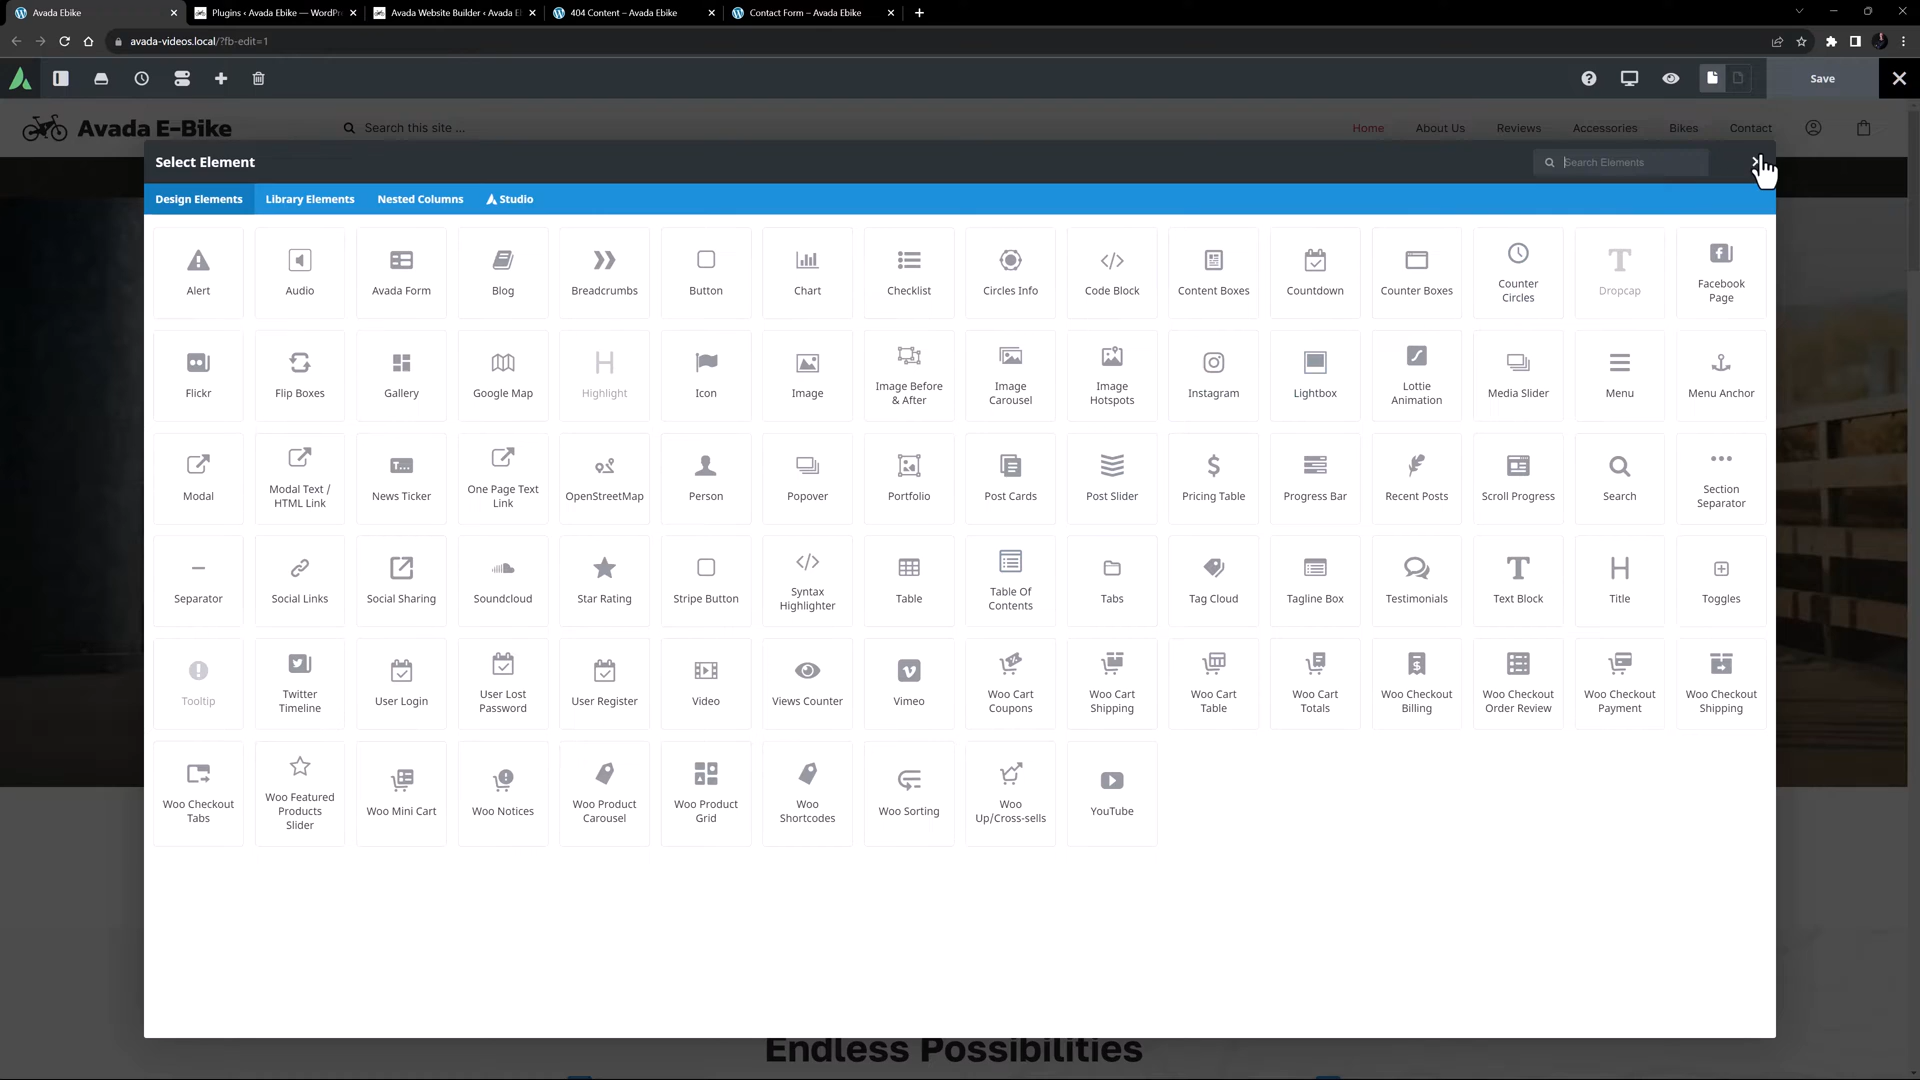 Avada Ebike
Plugins ‹ Avada Ebike — WordPr
Avada Website Builder ‹ Avada E
404 Content – Avada Ebike
Contact Form – Avada Ebike
avada-videos.local/?fb-edit=1
Save
Avada E-Bike
Search this site ...
Home
About Us
Reviews
Accessories
Bikes
Contact
Select Element
Search Elements
Design Elements
Library Elements
Nested Columns
Studio
Alert
Audio
Avada Form
Blog
Breadcrumbs
Button
Chart
Checklist
Circles Info
Code Block
Content Boxes
Countdown
Counter Boxes
Counter
Circles
Dropcap
Facebook
Page
Flickr
Flip Boxes
Gallery
Google Map
Highlight
Icon
Image
Image Before
& After
Image
Carousel
Image
Hotspots
Instagram
Lightbox
Lottie
Animation
Media Slider
Menu
Menu Anchor
Modal
Modal Text /
HTML Link
News Ticker
One Page Text
Link
OpenStreetMap
Person
Popover
Portfolio
Post Cards
Post Slider
Pricing Table
Progress Bar
Recent Posts
Scroll Progress
Search
Section
Separator
Separator
Social Links
Social Sharing
Soundcloud
Star Rating
Stripe Button
Syntax
Highlighter
Table
Table Of
Contents
Tabs
Tag Cloud
Tagline Box
Testimonials
Text Block
Title
Toggles
Tooltip
Twitter
Timeline
User Login
User Lost
Password
User Register
Video
Views Counter
Vimeo
Woo Cart
Coupons
Woo Cart
Shipping
Woo Cart
Table
Woo Cart
Totals
Woo Checkout
Billing
Woo Checkout
Order Review
Woo Checkout
Payment
Woo Checkout
Shipping
Woo Checkout
Tabs
Woo Featured
Products
Slider
Woo Mini Cart
Woo Notices
Woo Product
Carousel
Woo Product
Grid
Woo
Shortcodes
Woo Sorting
Woo
Up/Cross-sells
YouTube
Endless Possibilities